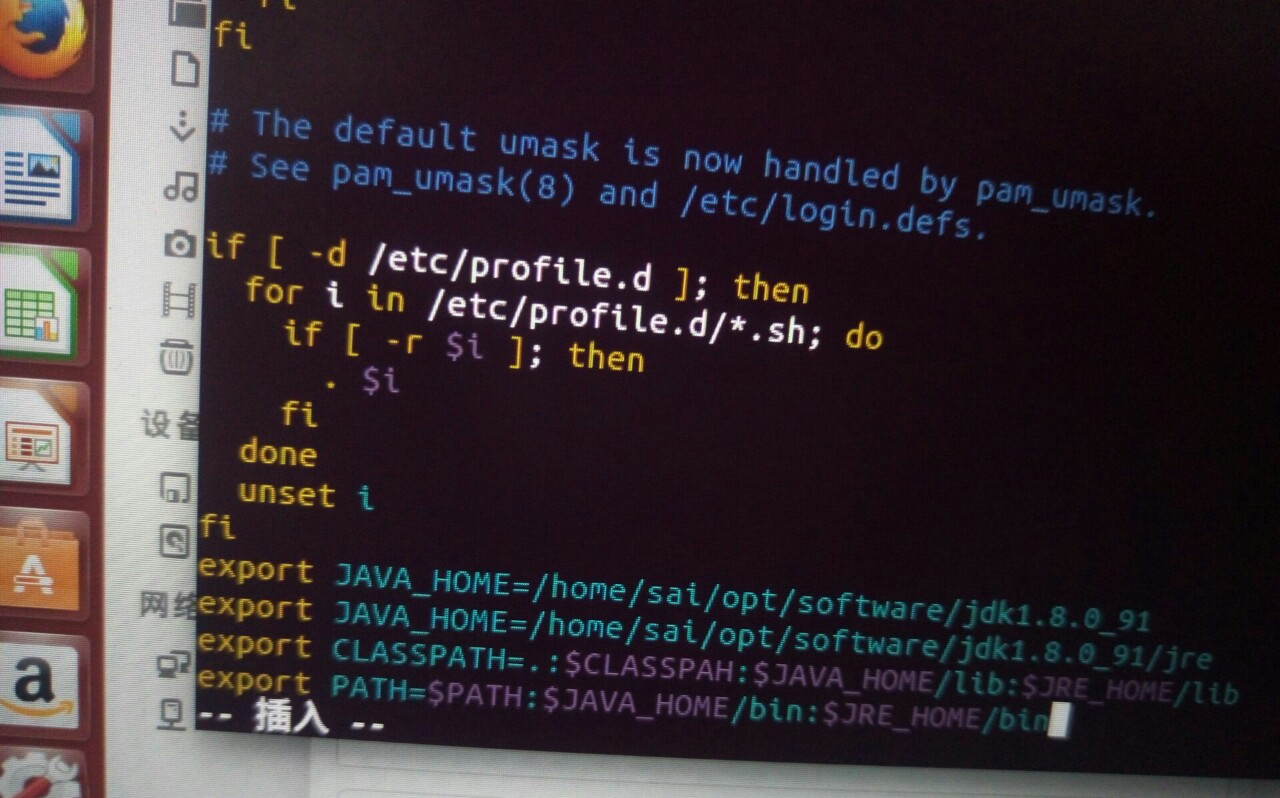 fi
# The default umask is now handled by pam_umask.
# See pam_umask(8) and /etc/login.defs.
if [ -d /etc/profile.d ]; then
for i in /etc/profile.d/*.sh; do
if [ -r $i ]; then
. $i
fi
done
unset i
fi
export JAVA_HOME=/home/sai/opt/software/jdk1.8.0_91
export JAVA_HOME=/home/sai/opt/software/jdk1.8.0_91/jre
export CLASSPATH=.:$CLASSPAH:$JAVA_HOME/lib:$JRE_HOME/lib
export PATH=$PATH:$JAVA_HOME/bin:$JRE_HOME/bin
-- 插入 --
设备
网络
a